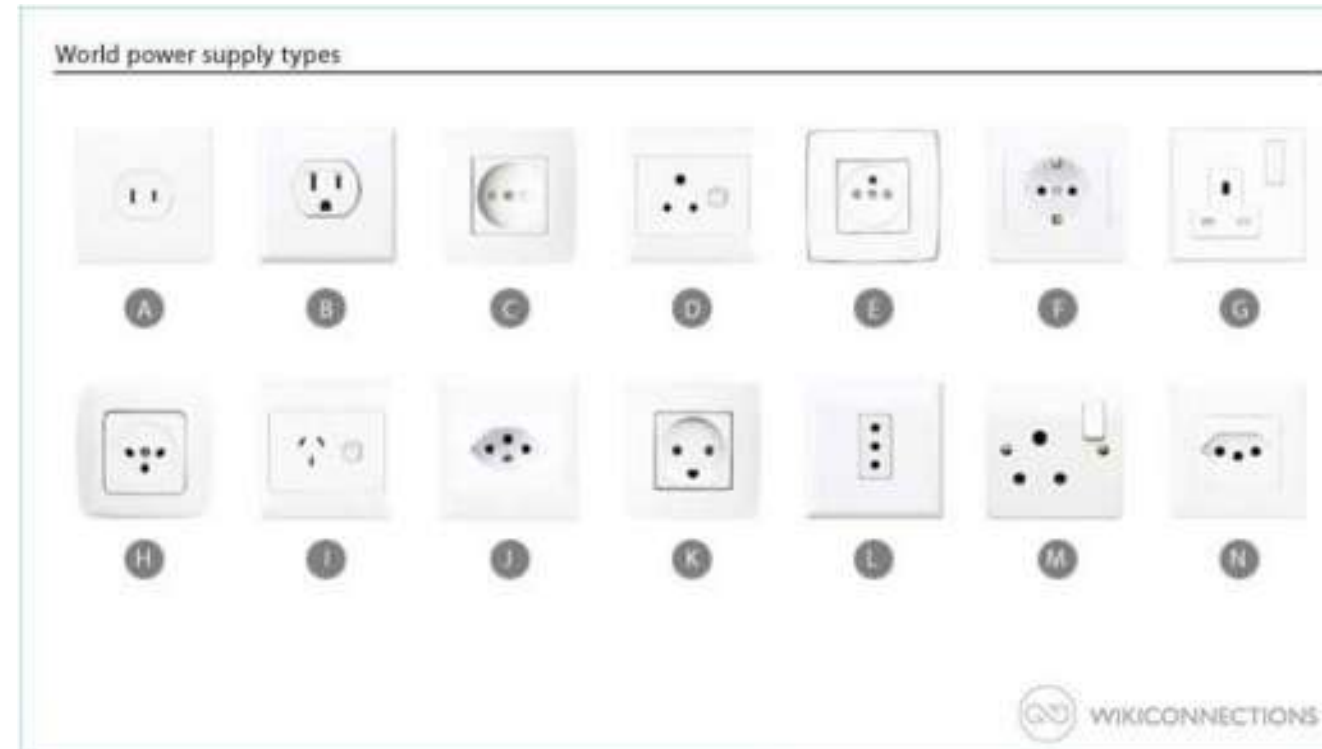 World power supply types
A B C D E F G
H I J K L M N
WIKICONNECTIONS